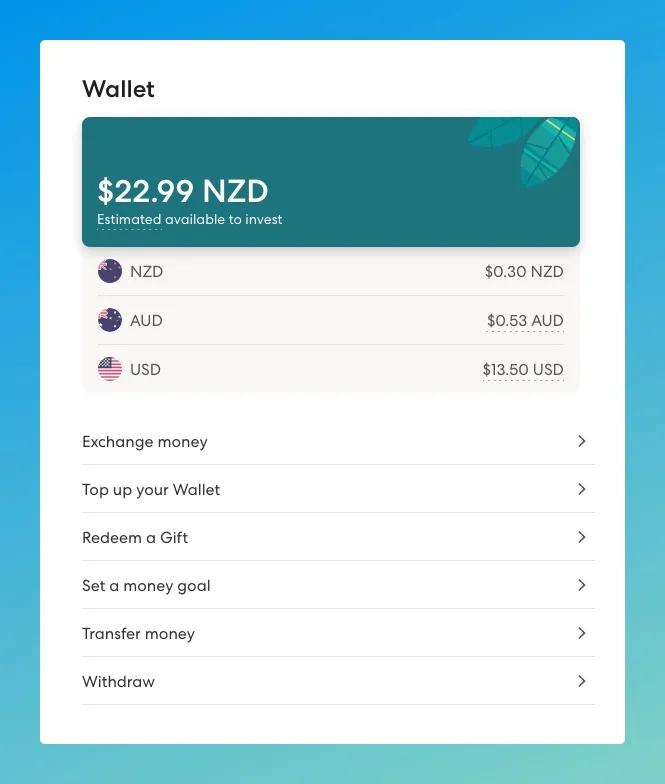 Wallet
$22.99 NZD
Estimated available to invest
NZD $0.30 NZD
AUD $0.53 AUD
USD $13.50 USD
Exchange money
Top up your Wallet
Redeem a Gift
Set a money goal
Transfer money
Withdraw